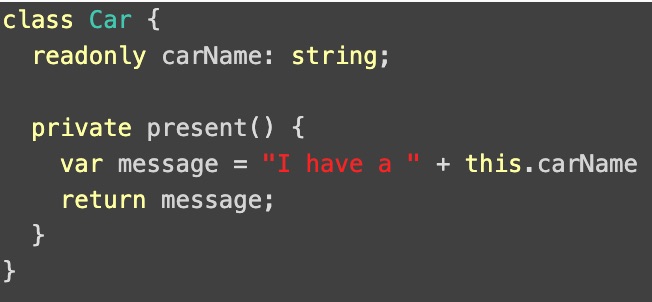 class Car {
  readonly carName: string;

  private present() {
    var message = "I have a " + this.carName
    return message;
  }
}